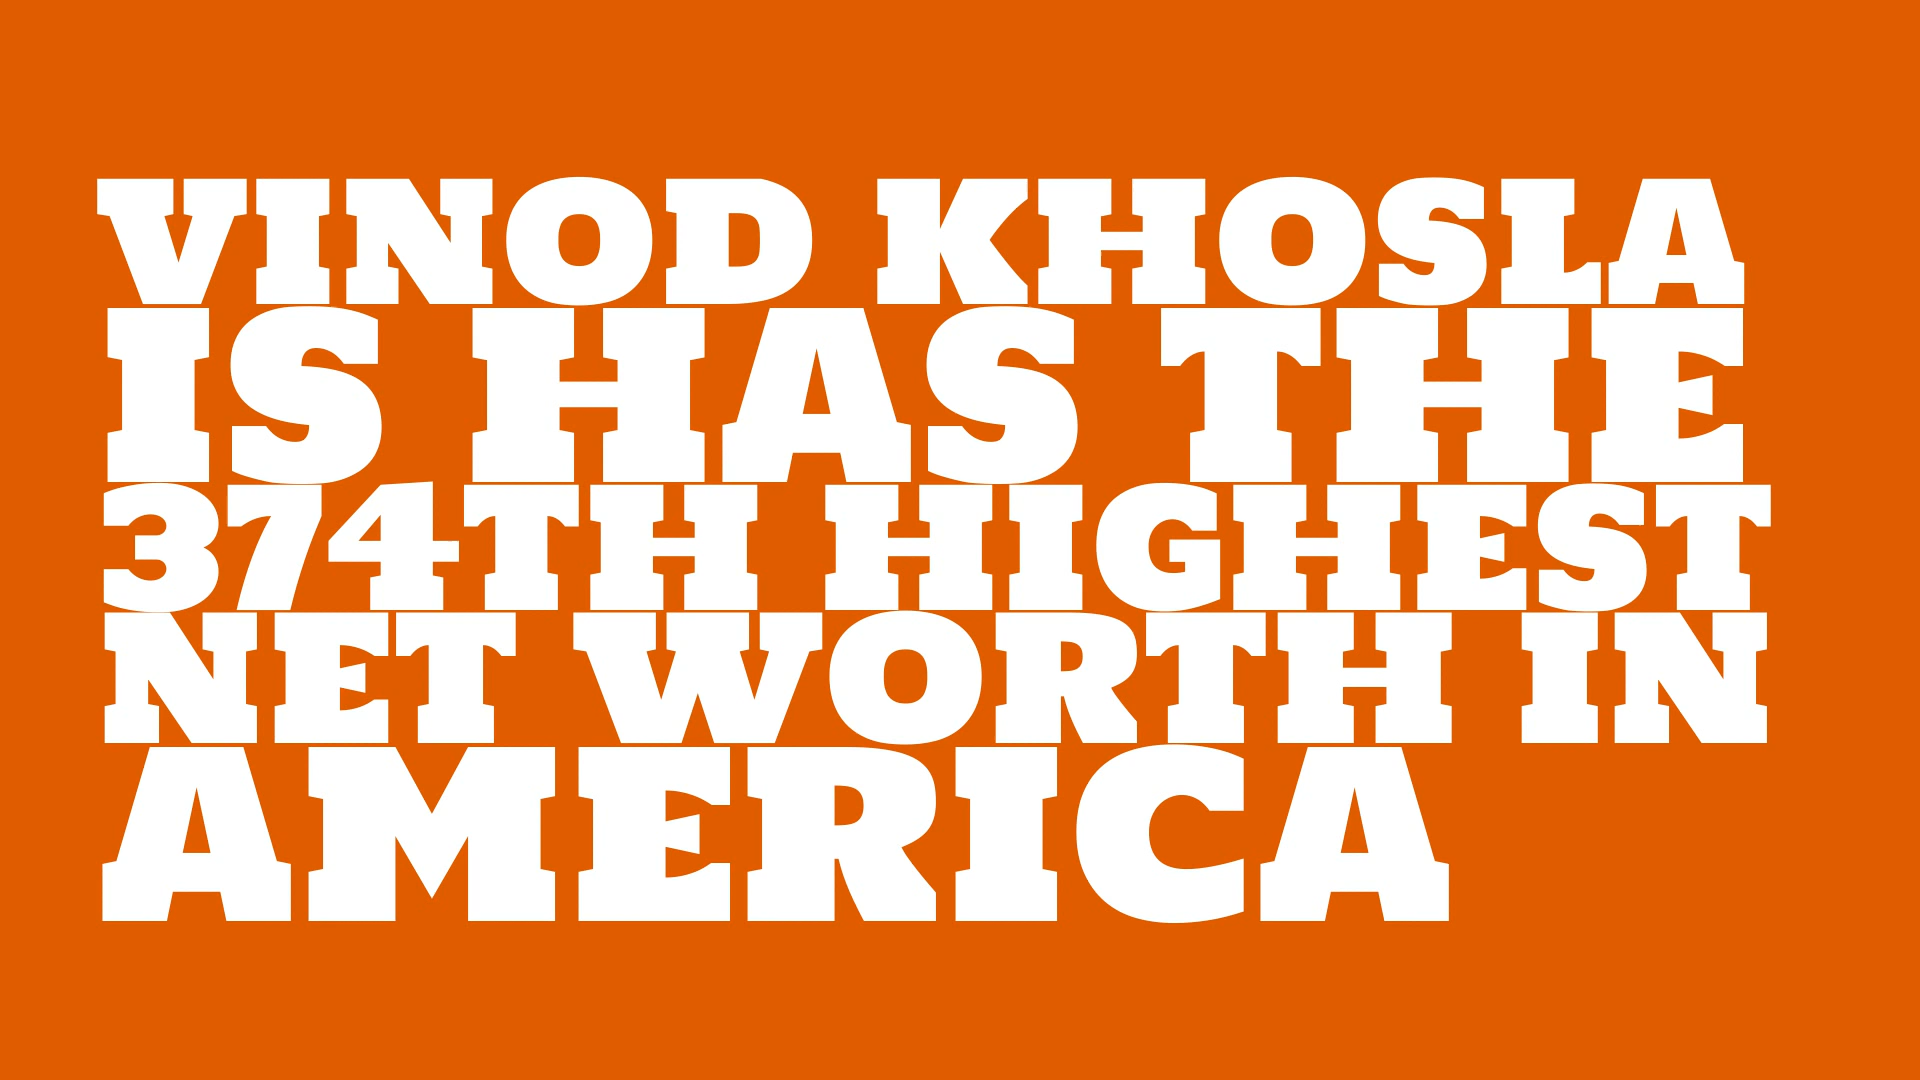 VINOD KHOSLA
IS HAS THE
374TH HIGHEST
NET WORTH IN
AMERICA